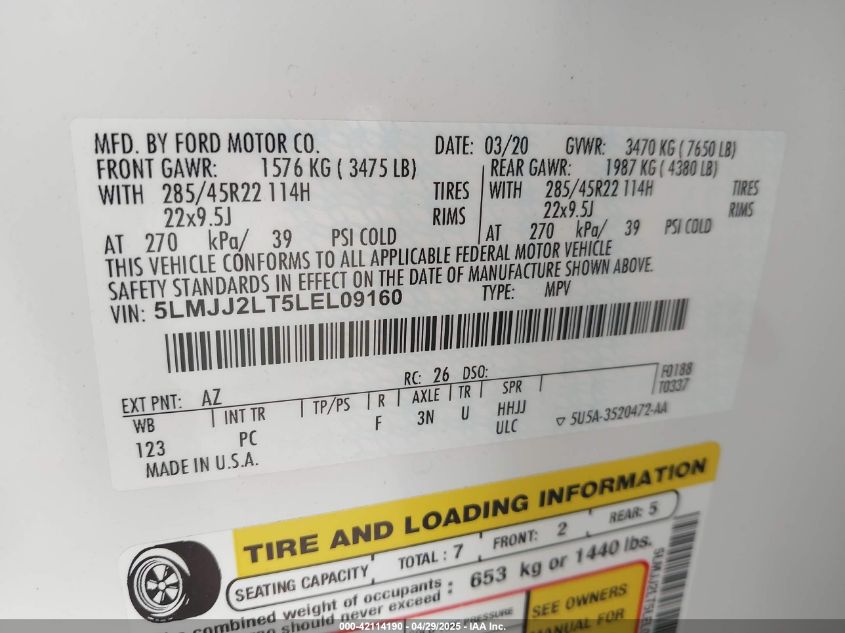 MFD. BY FORD MOTOR CO. DATE: 03/20 GVWR: 3470 KG ( 7650 LB)
FRONT GAWR: 1576 KG ( 3475 LB) REAR GAWR: 1987 KG ( 4380 LB)
WITH 285/45R22 114H TIRES WITH 285/45R22 114H TIRES
22x9.5J RIMS 22x9.5J RIMS
AT 270 kPa/ 39 PSI COLD AT 270 kPa/ 39 PSI COLD
THIS VEHICLE CONFORMS TO ALL APPLICABLE FEDERAL MOTOR VEHICLE
SAFETY STANDARDS IN EFFECT ON THE DATE OF MANUFACTURE SHOWN ABOVE.
VIN: 5LMJJ2LT5LEL09160 TYPE: MPV
EXT PNT: AZ RC: 26 DSO: F0188
T0337
WB INT TR TP/PS R AXLE TR SPR
123 PC F 3N U HHJJ
ULC ▽ 5U5A-3520472-AA
MADE IN U.S.A.
TIRE AND LOADING INFORMATION
SEATING CAPACITY TOTAL : 7 FRONT: 2 REAR: 5
combined weight of occupants : 653 kg or 1440 lbs.
should never exceed :
PRESSURE SEE OWNERS
MANUAL FOR
000-42114190 - 04/29/2025 - IAA Inc.